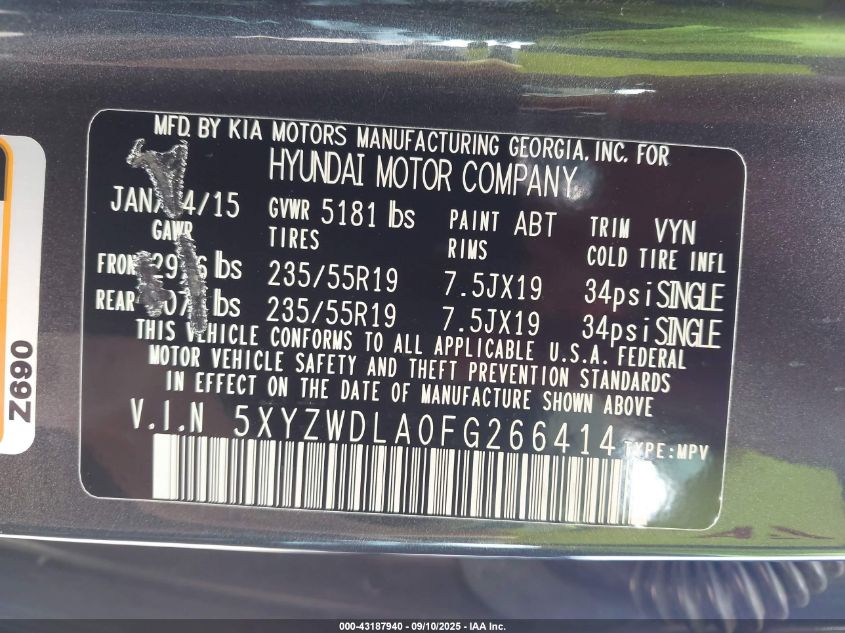 MFD. BY KIA MOTORS MANUFACTURING GEORGIA, INC. FOR
HYUNDAI MOTOR COMPANY
GVWR 5181 lbs PAINT ABT TRIM VYN
GAWR TIRES RIMS COLD TIRE INFL
lbs 235/55R19 7.5JX19 34psi SINGLE
REAR lbs 235/55R19 7.5JX19 34psi SINGLE
THIS VEHICLE CONFORMS TO ALL APPLICABLE U.S.A. FEDERAL
MOTOR VEHICLE SAFETY AND THEFT PREVENTION STANDARDS
IN EFFECT ON THE DATE OF MANUFACTURE SHOWN ABOVE
V.I.N 5XYZWDLA0FG266414 TYPE:MPV
Z690
000-43187940 - 09/10/2025 - IAA Inc.